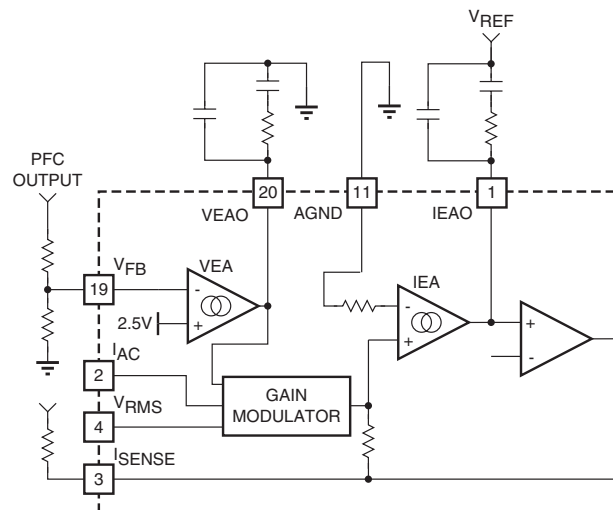 VREF
PFC
OUTPUT
20
11
1
VEAO
AGND
IEAO
VFB
VEA
IEA
19
-
-
2.5V
+
+
+
-
IAC
2
GAIN
MODULATOR
VRMS
4
ISENSE
3